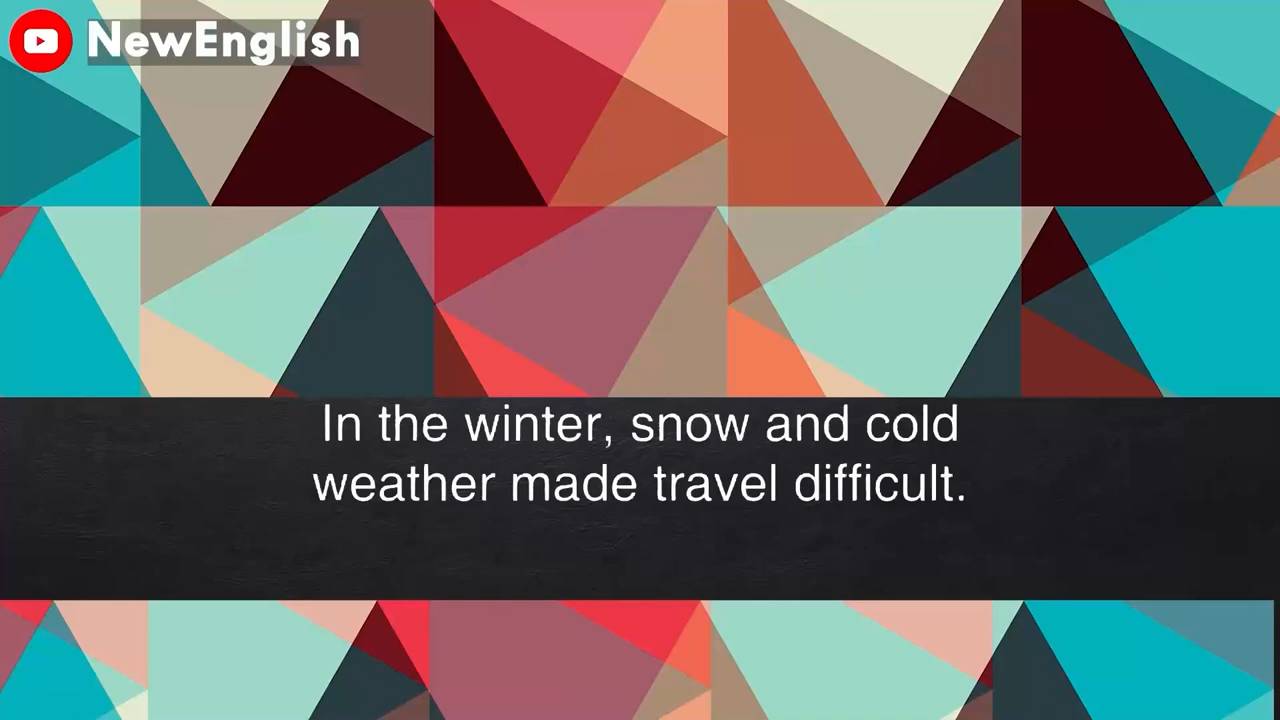 NewEnglish
In the winter, snow and cold
weather made travel difficult.